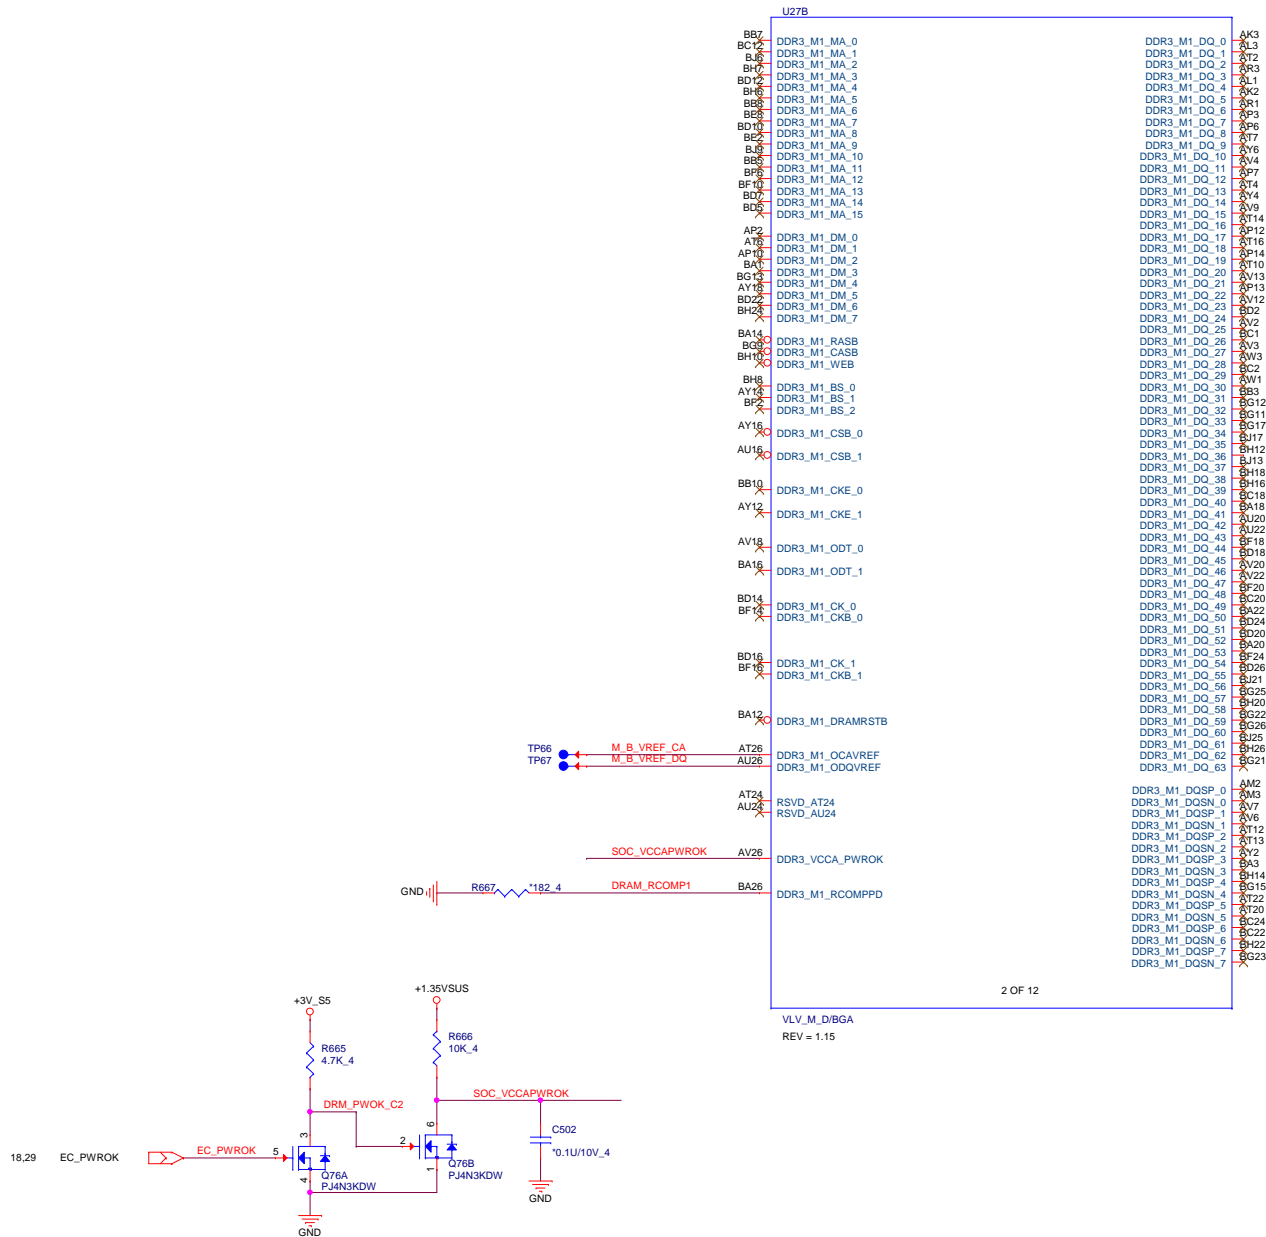 U27B
BB7 DDR3_M1_MA_0
BC12 DDR3_M1_MA_1
BJ6 DDR3_M1_MA_2
BH7 DDR3_M1_MA_3
BD12 DDR3_M1_MA_4
BH6 DDR3_M1_MA_5
BB8 DDR3_M1_MA_6
BE8 DDR3_M1_MA_7
BD10 DDR3_M1_MA_8
DDR3_M1_MA_9
BJ9 DDR3_M1_MA_10
BB5 DDR3_M1_MA_11
DDR3_M1_MA_12
BF10 DDR3_M1_MA_13
BD7 DDR3_M1_MA_14
BD5 DDR3_M1_MA_15
AP2 DDR3_M1_DM_0
AT6 DDR3_M1_DM_1
AP10 DDR3_M1_DM_2
BA1 DDR3_M1_DM_3
BG13 DDR3_M1_DM_4
AY18 DDR3_M1_DM_5
BD22 DDR3_M1_DM_6
BH24 DDR3_M1_DM_7
BA14 DDR3_M1_RASB
BG9 DDR3_M1_CASB
BH10 DDR3_M1_WEB
BH8 DDR3_M1_BS_0
AY14 DDR3_M1_BS_1
BF2 DDR3_M1_BS_2
AY16 DDR3_M1_CSB_0
AU16 DDR3_M1_CSB_1
BB10 DDR3_M1_CKE_0
AY12 DDR3_M1_CKE_1
AV18 DDR3_M1_ODT_0
BA16 DDR3_M1_ODT_1
BD14 DDR3_M1_CK_0
BF14 DDR3_M1_CKB_0
BD16 DDR3_M1_CK_1
BF16 DDR3_M1_CKB_1
BA12 DDR3_M1_DRAMRSTB
TP66 M_B_VREF_CA AT26 DDR3_M1_OCAVREF
TP67 M_B_VREF_DQ AU26 DDR3_M1_ODQVREF
AT24 RSVD_AT24
AU24 RSVD_AU24
SOC_VCCAPWROK AV26 DDR3_VCCA_PWROK
GND R667 *182_4 DRAM_RCOMP1 BA26 DDR3_M1_RCOMPPD
DDR3_M1_DQ_0 AK3
DDR3_M1_DQ_1 AL3
DDR3_M1_DQ_2 AT2
DDR3_M1_DQ_3 AR3
DDR3_M1_DQ_4 AL1
DDR3_M1_DQ_5 AK2
DDR3_M1_DQ_6 AR1
DDR3_M1_DQ_7 AP3
DDR3_M1_DQ_8 AP6
DDR3_M1_DQ_9 AT7
DDR3_M1_DQ_10 AY6
DDR3_M1_DQ_11 AV4
DDR3_M1_DQ_12 AP7
DDR3_M1_DQ_13 AT4
DDR3_M1_DQ_14 AY4
DDR3_M1_DQ_15 AV9
DDR3_M1_DQ_16 AT14
DDR3_M1_DQ_17 AP12
DDR3_M1_DQ_18 AT16
DDR3_M1_DQ_19 AP14
DDR3_M1_DQ_20 AT10
DDR3_M1_DQ_21 AV13
DDR3_M1_DQ_22 AP13
DDR3_M1_DQ_23 AV12
DDR3_M1_DQ_24 BD2
DDR3_M1_DQ_25 AV2
DDR3_M1_DQ_26 BC1
DDR3_M1_DQ_27 AV3
DDR3_M1_DQ_28 AW3
DDR3_M1_DQ_29 BC2
DDR3_M1_DQ_30 AW1
DDR3_M1_DQ_31 BB3
DDR3_M1_DQ_32 BG12
DDR3_M1_DQ_33 BG11
DDR3_M1_DQ_34 BG17
DDR3_M1_DQ_35 BJ17
DDR3_M1_DQ_36 BH12
DDR3_M1_DQ_37 BJ13
DDR3_M1_DQ_38 BH18
DDR3_M1_DQ_39 BH16
DDR3_M1_DQ_40 BC18
DDR3_M1_DQ_41 BA18
DDR3_M1_DQ_42 AU20
DDR3_M1_DQ_43 AU22
DDR3_M1_DQ_44 BF18
DDR3_M1_DQ_45 BD18
DDR3_M1_DQ_46 AV20
DDR3_M1_DQ_47 AV22
DDR3_M1_DQ_48 BF20
DDR3_M1_DQ_49 BC20
DDR3_M1_DQ_50 BA22
DDR3_M1_DQ_51 BD24
DDR3_M1_DQ_52 BD20
DDR3_M1_DQ_53 BA20
DDR3_M1_DQ_54 BF24
DDR3_M1_DQ_55 BD26
DDR3_M1_DQ_56 BJ21
DDR3_M1_DQ_57 BG25
DDR3_M1_DQ_58 BH20
DDR3_M1_DQ_59 BG22
DDR3_M1_DQ_60 BG26
DDR3_M1_DQ_61 BJ25
DDR3_M1_DQ_62 BH26
DDR3_M1_DQ_63 BG21
DDR3_M1_DQSP_0 AM2
DDR3_M1_DQSN_0 AM3
DDR3_M1_DQSP_1 AV7
DDR3_M1_DQSN_1 AV6
DDR3_M1_DQSP_2 AT12
DDR3_M1_DQSN_2 AT13
DDR3_M1_DQSP_3 AY2
DDR3_M1_DQSN_3 BA3
DDR3_M1_DQSP_4 BH14
DDR3_M1_DQSN_4 BG15
DDR3_M1_DQSP_5 AT22
DDR3_M1_DQSN_5 AT20
DDR3_M1_DQSP_6 BC24
DDR3_M1_DQSN_6 BC22
DDR3_M1_DQSP_7 BH22
DDR3_M1_DQSN_7 BG23
2 OF 12
VLV_M_D/BGA
REV = 1.15
+3V_S5
+1.35VSUS
R665
4.7K_4
R666
10K_4
DRM_PWOK_C2
SOC_VCCAPWROK
C502
*0.1U/10V_4
GND
18,29 EC_PWROK
EC_PWROK
5
3
4
Q76A
PJ4N3KDW
2
6
1
Q76B
PJ4N3KDW
GND